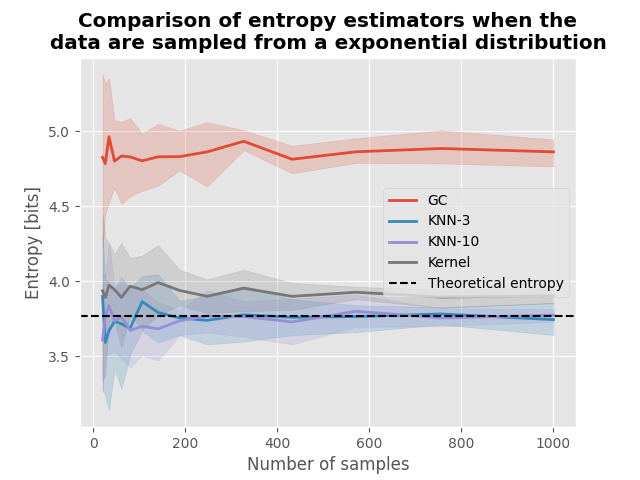 Comparison of entropy estimators when the
data are sampled from a exponential distribution
Entropy [bits]
5.0
4.5
4.0
3.5
GC
KNN-3
KNN-10
Kernel
Theoretical entropy
0
200
400
600
800
1000
Number of samples